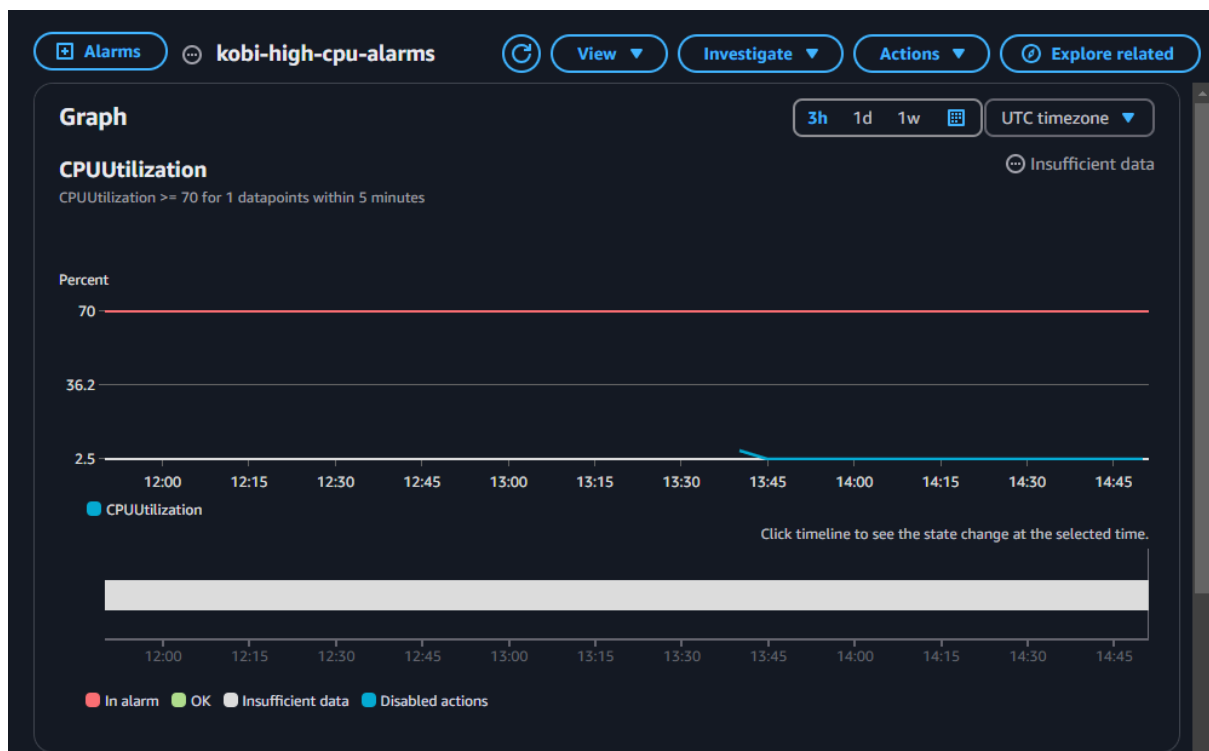 Alarms kobi-high-cpu-alarms View Investigate Actions Explore related
Graph 3h 1d 1w UTC timezone
CPUUtilization Insufficient data
CPUUtilization >= 70 for 1 datapoints within 5 minutes
Percent
70
36.2
2.5
12:00 12:15 12:30 12:45 13:00 13:15 13:30 13:45 14:00 14:15 14:30 14:45
CPUUtilization
Click timeline to see the state change at the selected time.
12:00 12:15 12:30 12:45 13:00 13:15 13:30 13:45 14:00 14:15 14:30 14:45
In alarm OK Insufficient data Disabled actions